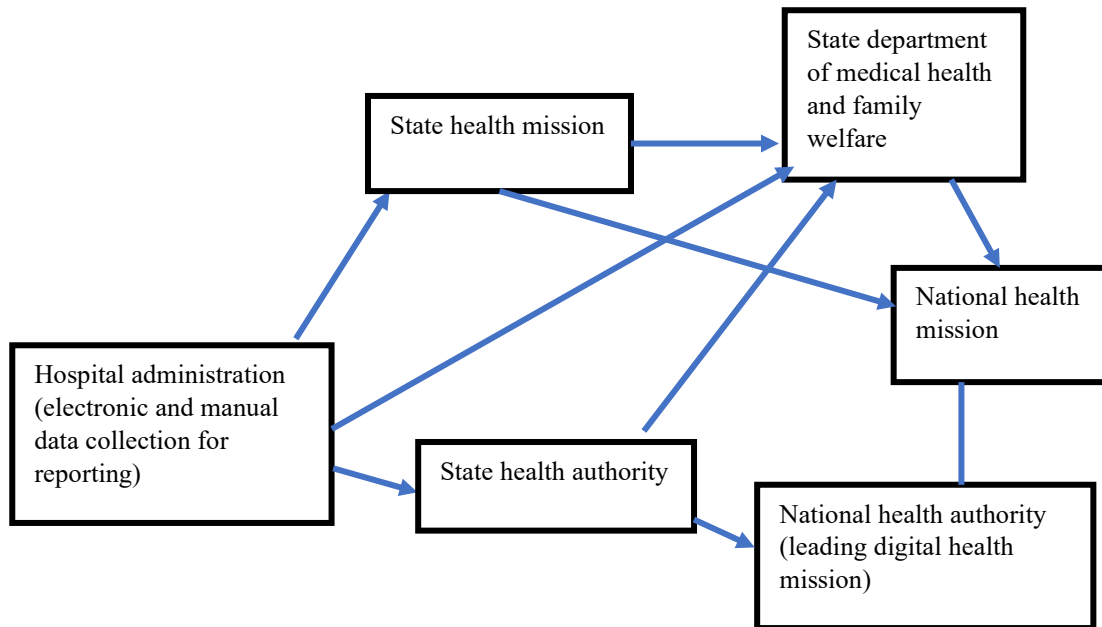 State department
of medical health
and family
welfare
State health mission
National health
mission
Hospital administration
(electronic and manual
data collection for
reporting)
State health authority
National health authority
(leading digital health
mission)